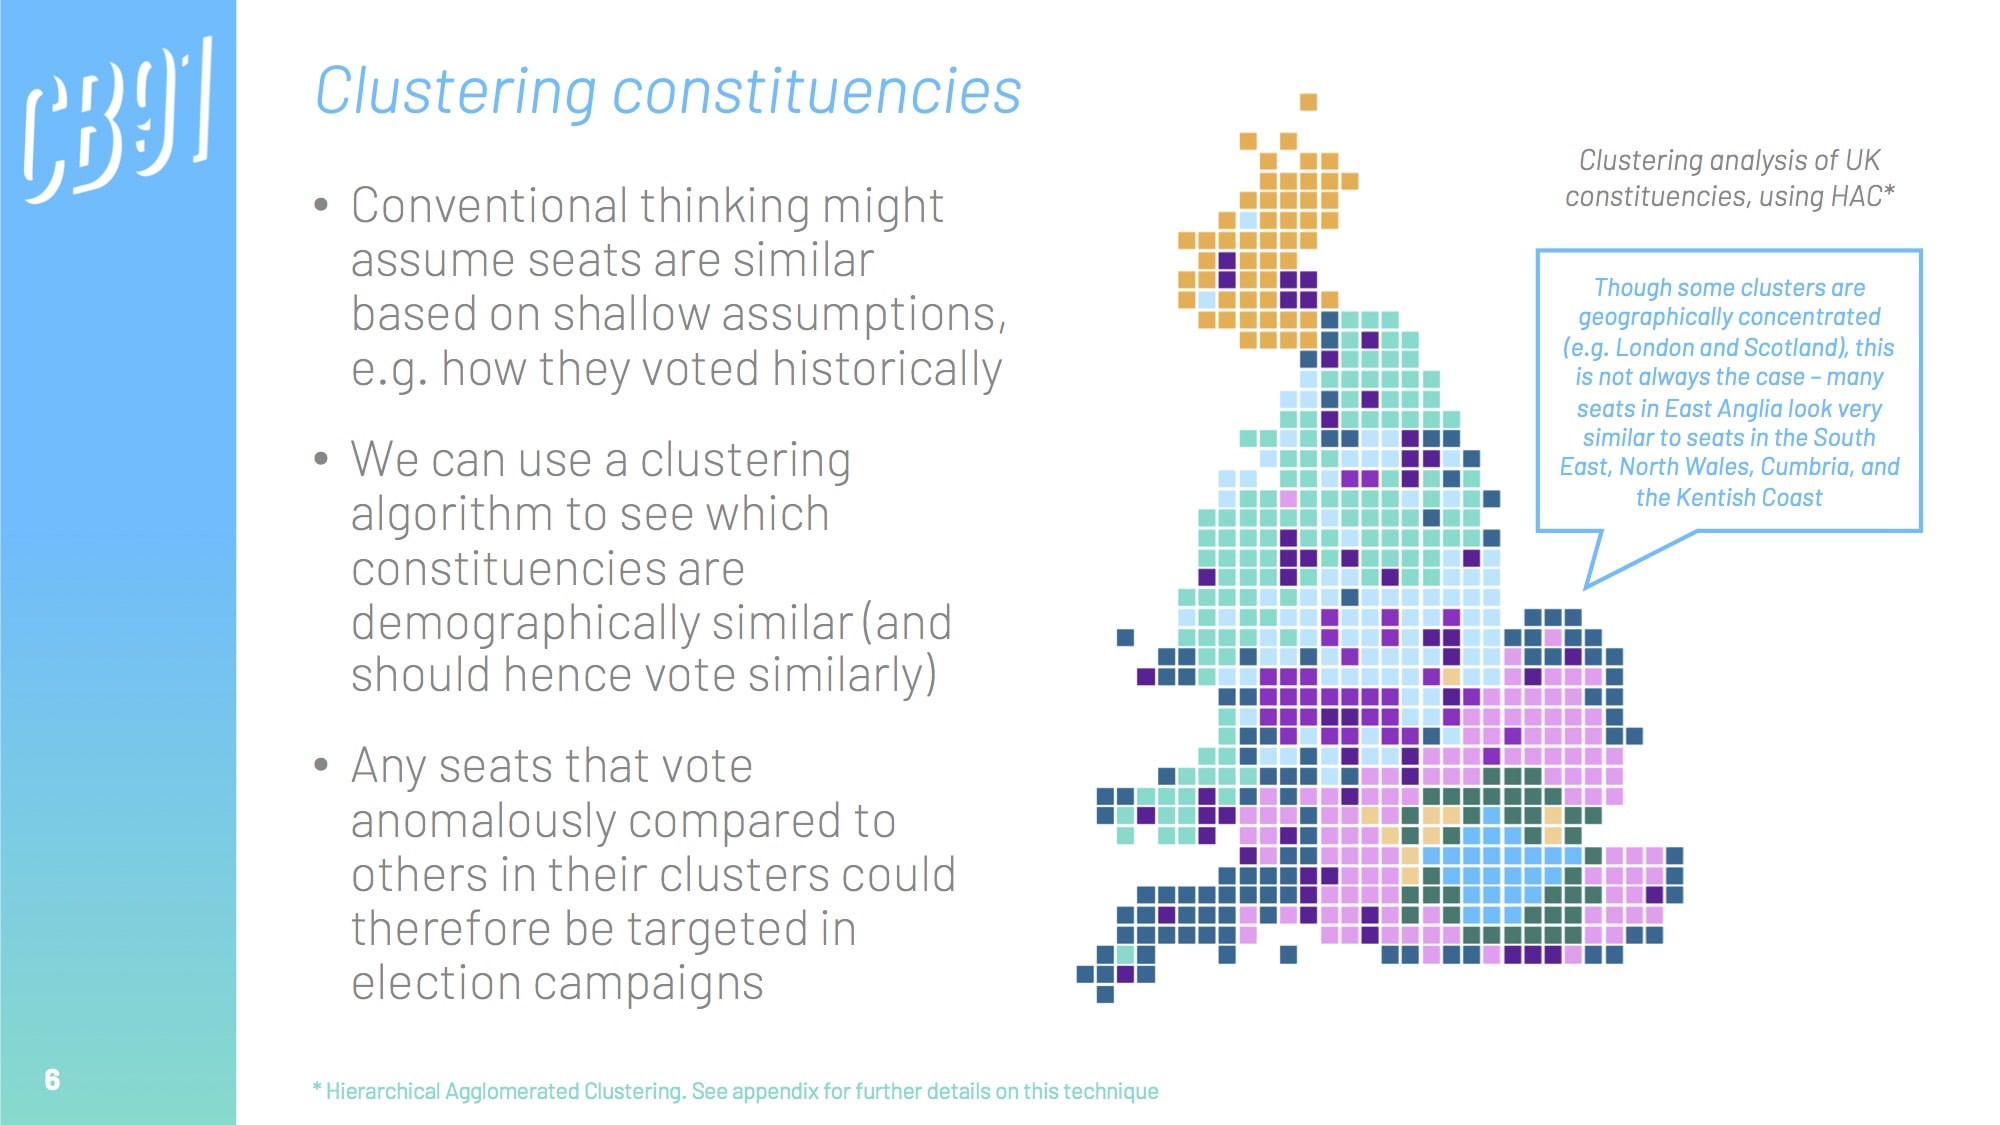 CB91
Clustering constituencies
• Conventional thinking might
assume seats are similar
based on shallow assumptions,
e.g. how they voted historically
• We can use a clustering
algorithm to see which
constituencies are
demographically similar (and
should hence vote similarly)
• Any seats that vote
anomalously compared to
others in their clusters could
therefore be targeted in
election campaigns
Clustering analysis of UK
constituencies, using HAC*
Though some clusters are
geographically concentrated
(e.g. London and Scotland), this
is not always the case – many
seats in East Anglia look very
similar to seats in the South
East, North Wales, Cumbria, and
the Kentish Coast
6
* Hierarchical Agglomerated Clustering. See appendix for further details on this technique